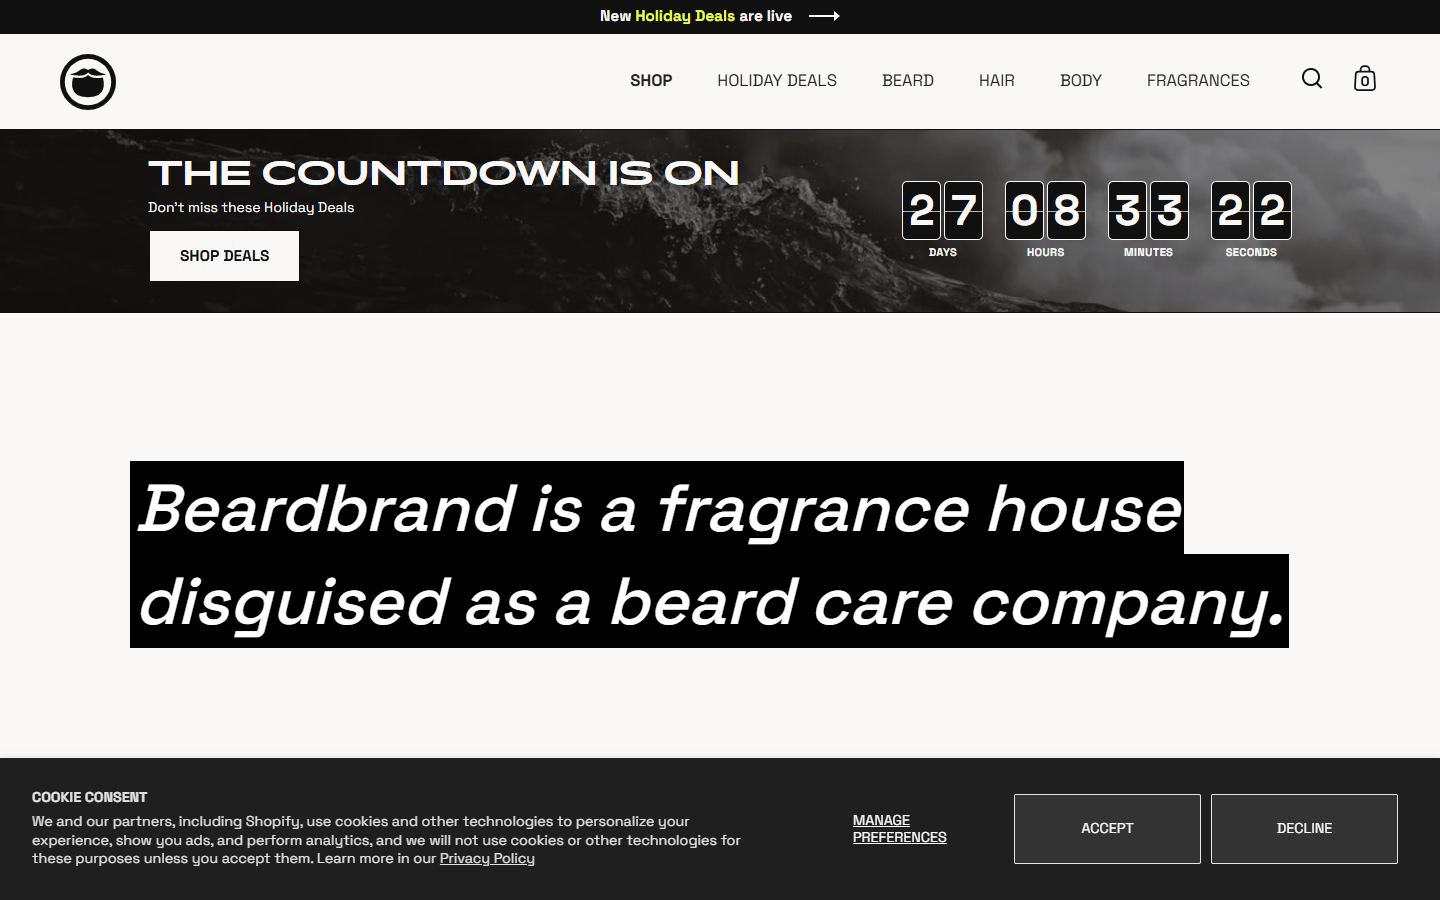 New Holiday Deals are live
SHOP
HOLIDAY DEALS
BEARD
HAIR
BODY
FRAGRANCES
0
THE COUNTDOWN IS ON
Don't miss these Holiday Deals
SHOP DEALS
27 08 33 22
DAYS HOURS MINUTES SECONDS
Beardbrand is a fragrance house
disguised as a beard care company.
COOKIE CONSENT
We and our partners, including Shopify, use cookies and other technologies to personalize your
experience, show you ads, and perform analytics, and we will not use cookies or other technologies for
these purposes unless you accept them. Learn more in our Privacy Policy
MANAGE
PREFERENCES
ACCEPT
DECLINE